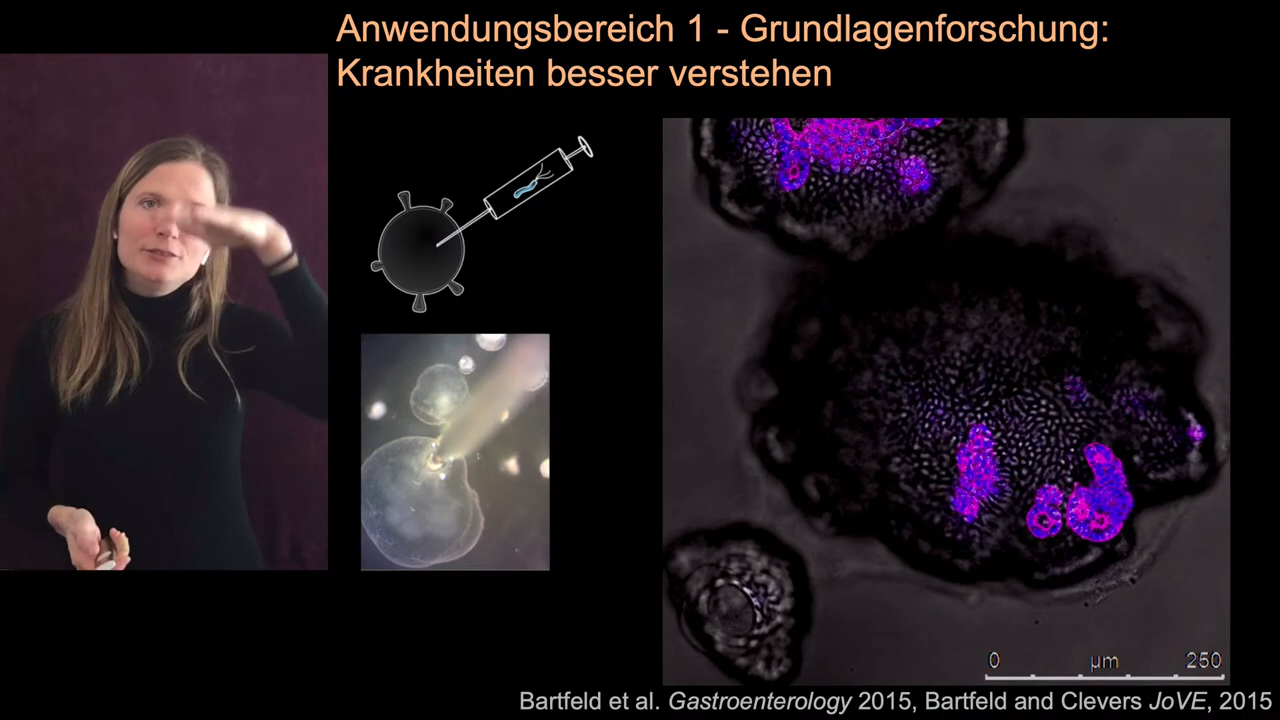 Anwendungsbereich 1 - Grundlagenforschung:
Krankheiten besser verstehen
0 µm 250
Bartfeld et al. Gastroenterology 2015, Bartfeld and Clevers JoVE, 2015